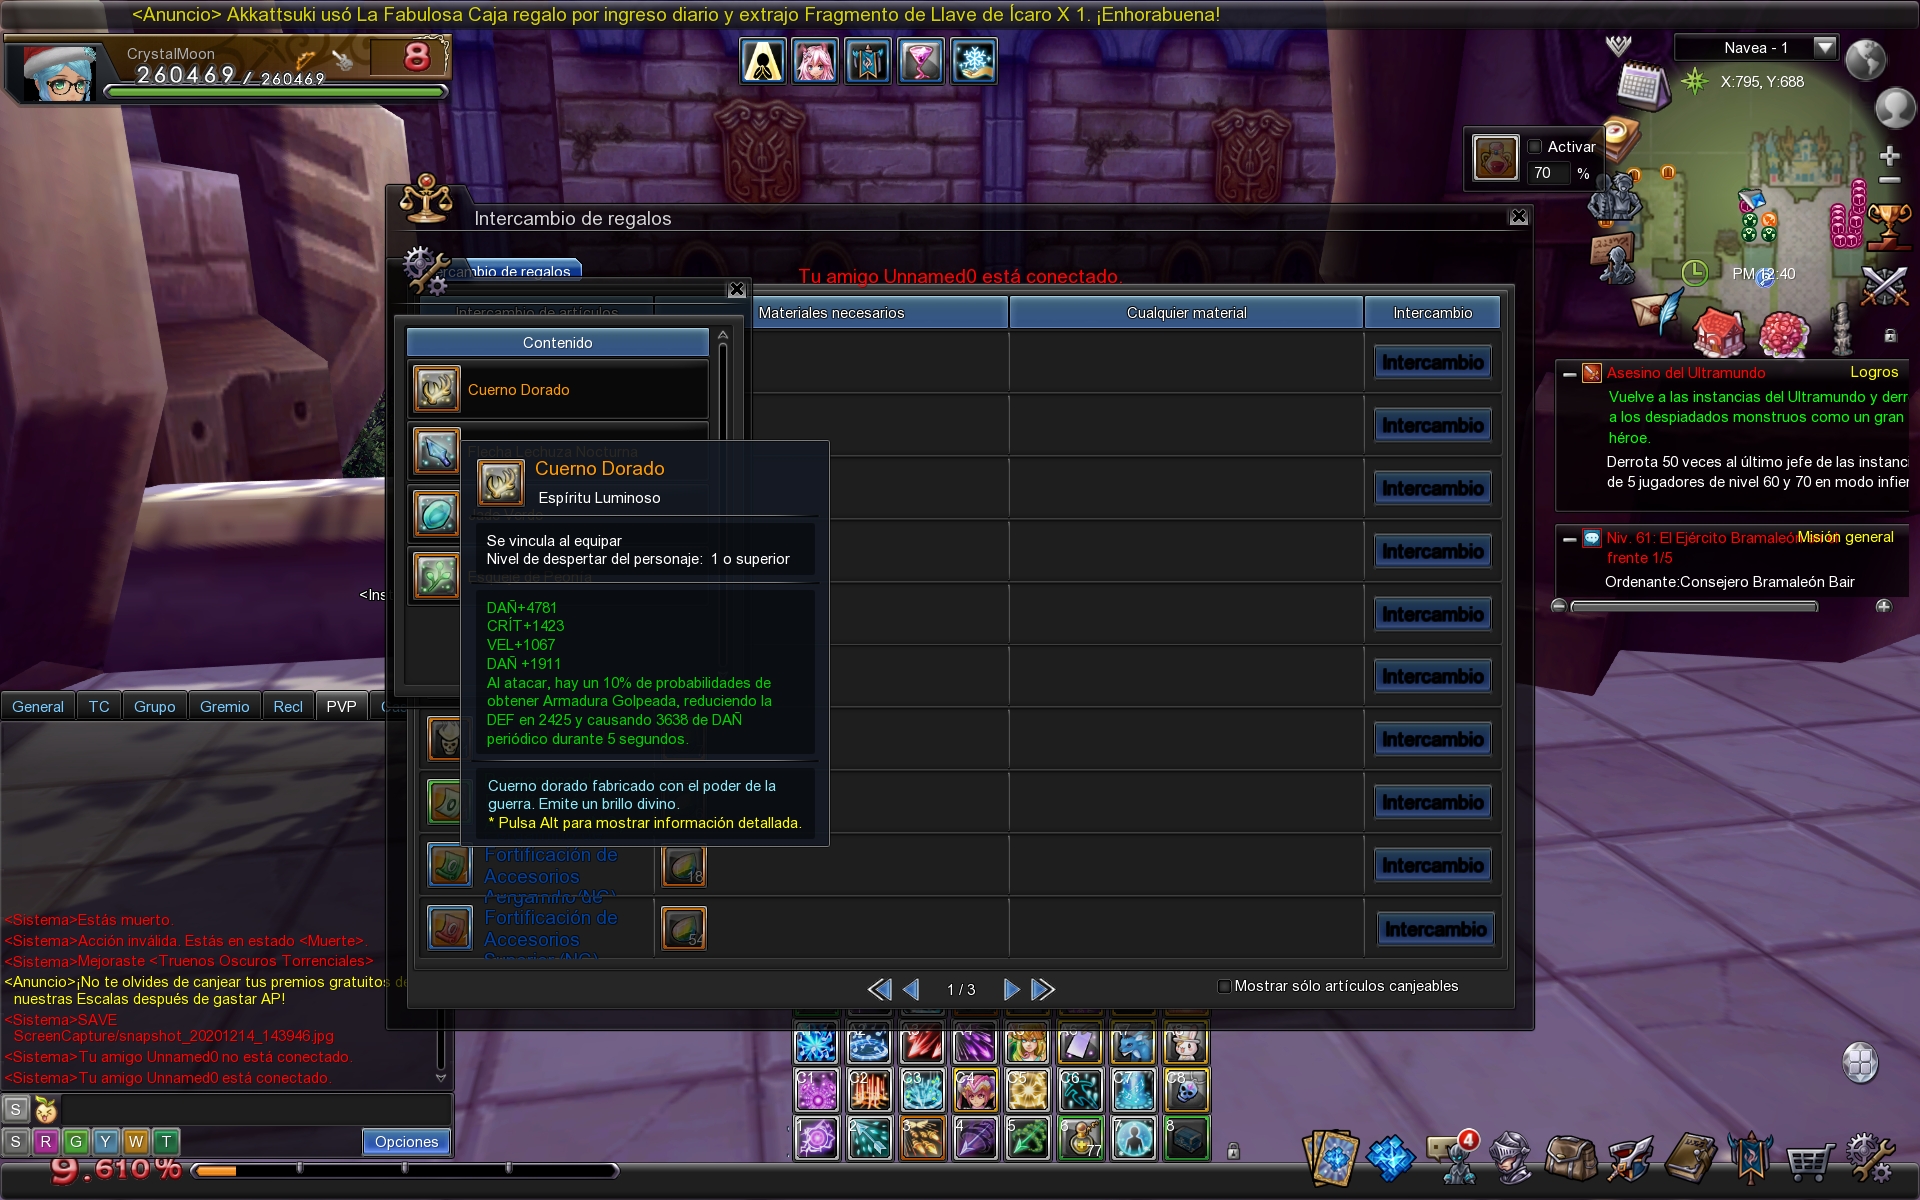 <Anuncio> Akkattsuki usó La Fabulosa Caja regalo por ingreso diario y extrajo Fragmento de Llave de Ícaro X 1. ¡Enhorabuena!
CrystalMoon
260469 / 260469
8
Navea - 1
X:795, Y:688
Activar
70 %
PM 12:40
Intercambio de regalos
Intercambio de regalos
Tu amigo Unnamed0 está conectado.
Intercambio de artículos
Materiales necesarios
Cualquier material
Intercambio
Contenido
Cuerno Dorado
Flecha Lechuza Nocturna
Jade Verde
Esqueje de Peonía
Cuerno Dorado
Espíritu Luminoso
Se vincula al equipar
Nivel de despertar del personaje: 1 o superior
DAÑ+4781
CRÍT+1423
VEL+1067
DAÑ +1911
Al atacar, hay un 10% de probabilidades de
obtener Armadura Golpeada, reduciendo la
DEF en 2425 y causando 3638 de DAÑ
periódico durante 5 segundos.
Cuerno dorado fabricado con el poder de la
guerra. Emite un brillo divino.
* Pulsa Alt para mostrar información detallada.
Intercambio
Intercambio
Intercambio
Intercambio
Intercambio
Intercambio
Intercambio
Intercambio
Intercambio
Intercambio
Fortificación de
Accesorios
18
Pergamino de
Fortificación de
Accesorios
Superior (NC)
54
1 / 3
Mostrar sólo artículos canjeables
Asesino del Ultramundo
Logros
Vuelve a las instancias del Ultramundo y derr
a los despiadados monstruos como un gran
héroe.
Derrota 50 veces al último jefe de las instanci
de 5 jugadores de nivel 60 y 70 en modo infier
Niv. 61: El Ejército Bramaleón
Misión general
frente 1/5
Ordenante:Consejero Bramaleón Bair
<Ins
General
TC
Grupo
Gremio
Recl
PVP
<Sistema>Estás muerto.
<Sistema>Acción inválida. Estás en estado <Muerte>.
<Sistema>Mejoraste <Truenos Oscuros Torrenciales>
<Anuncio>¡No te olvides de canjear tus premios gratuitos de
nuestras Escalas después de gastar AP!
<Sistema>SAVE
ScreenCapture/snapshot_20201214_143946.jpg
<Sistema>Tu amigo Unnamed0 no está conectado.
<Sistema>Tu amigo Unnamed0 está conectado.
S
S R G Y W T
Opciones
9.610%
A2 A3 A4 A5 A6 A7 A8
C1 C2 C3 C4 C5 C6 C7 C8
1 2 3 4 5 6 7 8
77
4